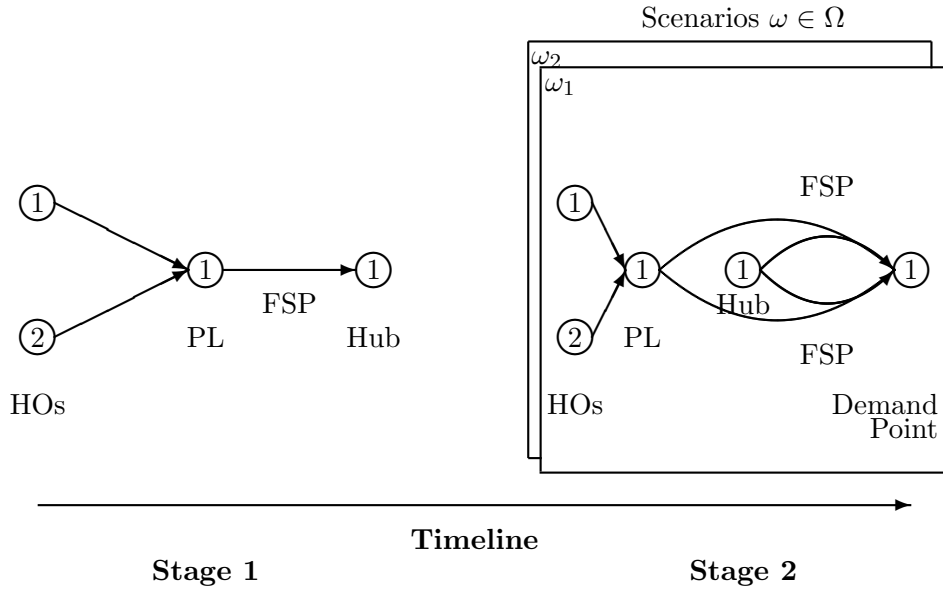 Scenarios ω ∈ Ω
ω₂
ω₁
1
1
FSP
1
1
FSP
1
1
1
Hub
1
2
PL
Hub
2
PL
FSP
HOs
HOs
Demand
Point
Timeline
Stage 1
Stage 2